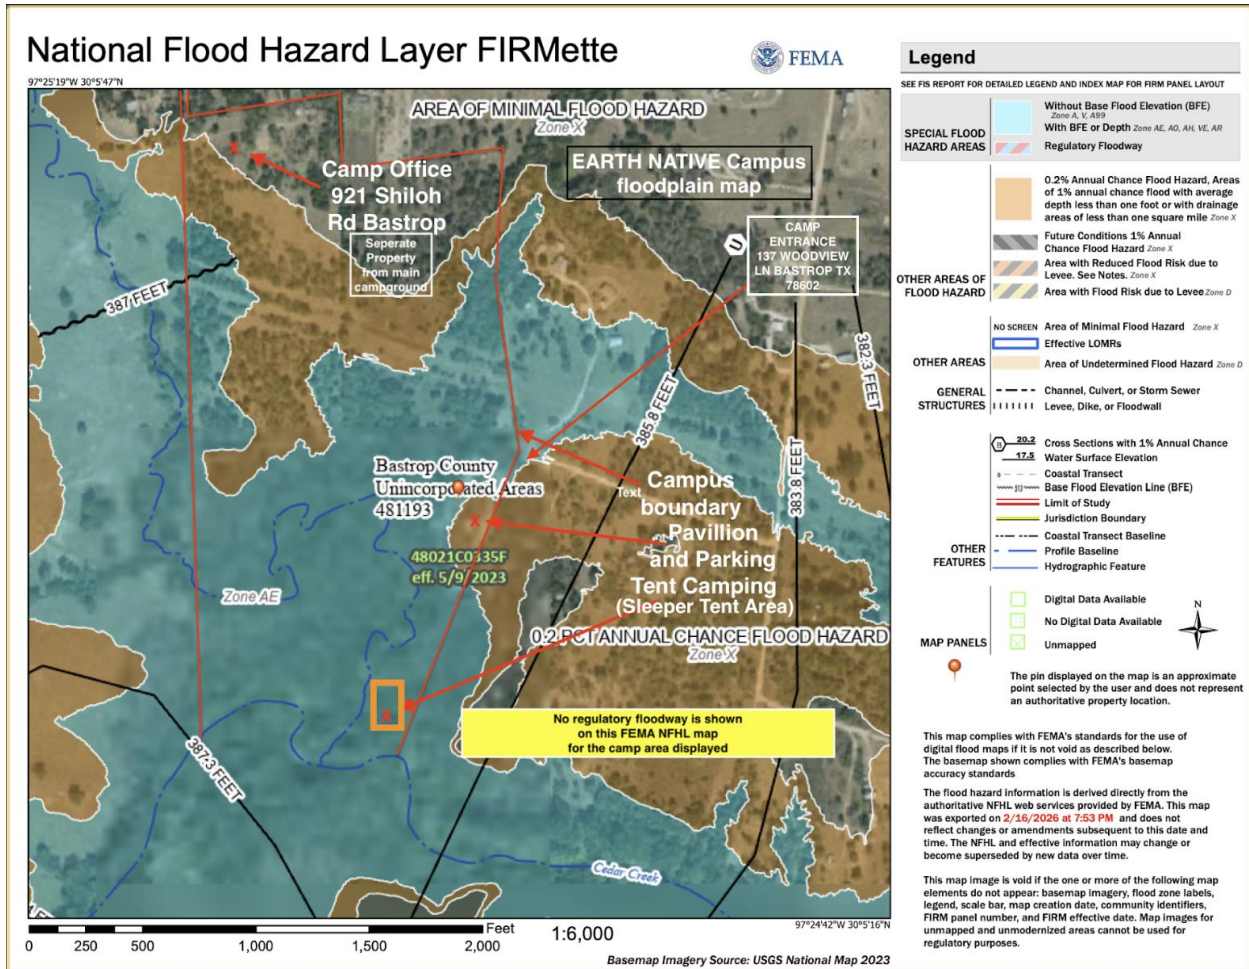 National Flood Hazard Layer FIRMette
FEMA
97°25'19"W 30°5'47"N
AREA OF MINIMAL FLOOD HAZARD
Zone X
EARTH NATIVE Campus
floodplain map
Camp Office
921 Shiloh
Rd Bastrop
Seperate
Property
from main
campground
U
CAMP
ENTRANCE
137 WOODVIEW
LN BASTROP TX
78602
387 FEET
382.3 FEET
385.8 FEET
383.8 FEET
Bastrop County
Unincorporated Areas
481193
Text
Campus
boundary
Pavillion
and Parking
Tent Camping
(Sleeper Tent Area)
48021C0335F
eff. 5/9/2023
Zone AE
0.2 PCT ANNUAL CHANCE FLOOD HAZARD
Zone X
X
X
X
No regulatory floodway is shown
on this FEMA NFHL map
for the camp area displayed
387.3 FEET
Cedar Creek
97°24'42"W 30°5'16"N
Feet
0 250 500 1,000 1,500 2,000
1:6,000
Basemap Imagery Source: USGS National Map 2023
Legend
SEE FIS REPORT FOR DETAILED LEGEND AND INDEX MAP FOR FIRM PANEL LAYOUT
SPECIAL FLOOD
HAZARD AREAS
Without Base Flood Elevation (BFE)
Zone A, V, A99
With BFE or Depth Zone AE, AO, AH, VE, AR
Regulatory Floodway
OTHER AREAS OF
FLOOD HAZARD
0.2% Annual Chance Flood Hazard, Areas
of 1% annual chance flood with average
depth less than one foot or with drainage
areas of less than one square mile Zone X
Future Conditions 1% Annual
Chance Flood Hazard Zone X
Area with Reduced Flood Risk due to
Levee. See Notes. Zone X
Area with Flood Risk due to Levee Zone D
OTHER AREAS
NO SCREEN Area of Minimal Flood Hazard Zone X
Effective LOMRs
Area of Undetermined Flood Hazard Zone D
GENERAL
STRUCTURES
Channel, Culvert, or Storm Sewer
Levee, Dike, or Floodwall
OTHER
FEATURES
B 20.2 Cross Sections with 1% Annual Chance
17.5 Water Surface Elevation
8 Coastal Transect
513 Base Flood Elevation Line (BFE)
Limit of Study
Jurisdiction Boundary
Coastal Transect Baseline
Profile Baseline
Hydrographic Feature
MAP PANELS
Digital Data Available
No Digital Data Available
Unmapped
N
The pin displayed on the map is an approximate
point selected by the user and does not represent
an authoritative property location.
This map complies with FEMA's standards for the use of
digital flood maps if it is not void as described below.
The basemap shown complies with FEMA's basemap
accuracy standards
The flood hazard information is derived directly from the
authoritative NFHL web services provided by FEMA. This map
was exported on 2/16/2026 at 7:53 PM and does not
reflect changes or amendments subsequent to this date and
time. The NFHL and effective information may change or
become superseded by new data over time.
This map image is void if the one or more of the following map
elements do not appear: basemap imagery, flood zone labels,
legend, scale bar, map creation date, community identifiers,
FIRM panel number, and FIRM effective date. Map images for
unmapped and unmodernized areas cannot be used for
regulatory purposes.